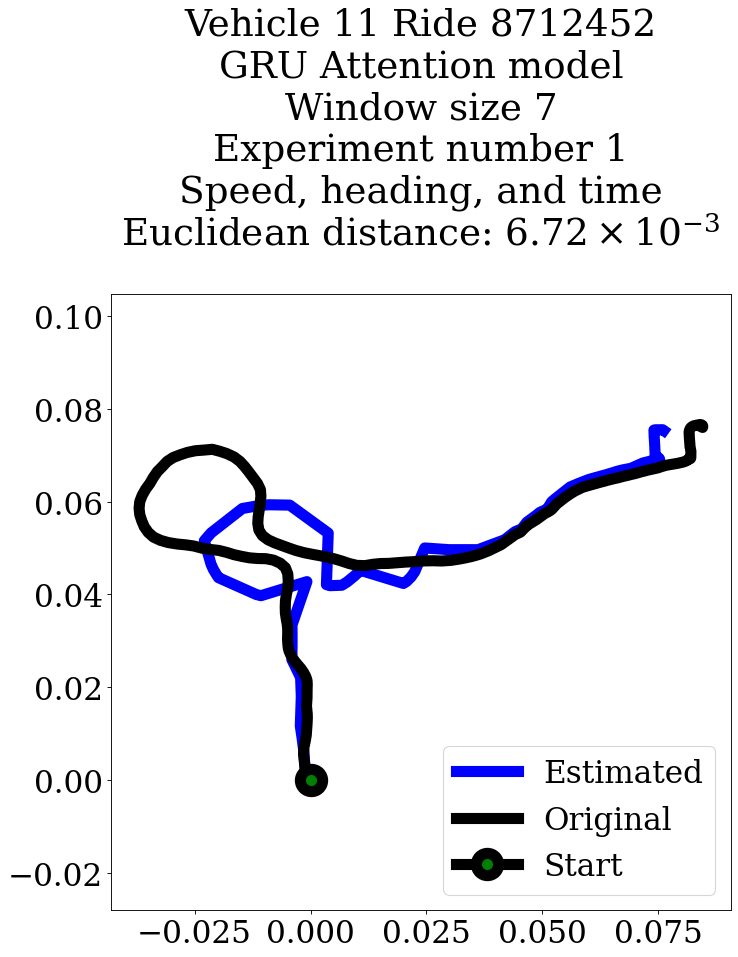 Vehicle 11 Ride 8712452
GRU Attention model
Window size 7
Experiment number 1
Speed, heading, and time
Euclidean distance: 6.72 × 10⁻³
0.10
0.08
0.06
0.04
0.02
0.00
−0.02
Estimated
Original
Start
−0.025 0.000 0.025 0.050 0.075